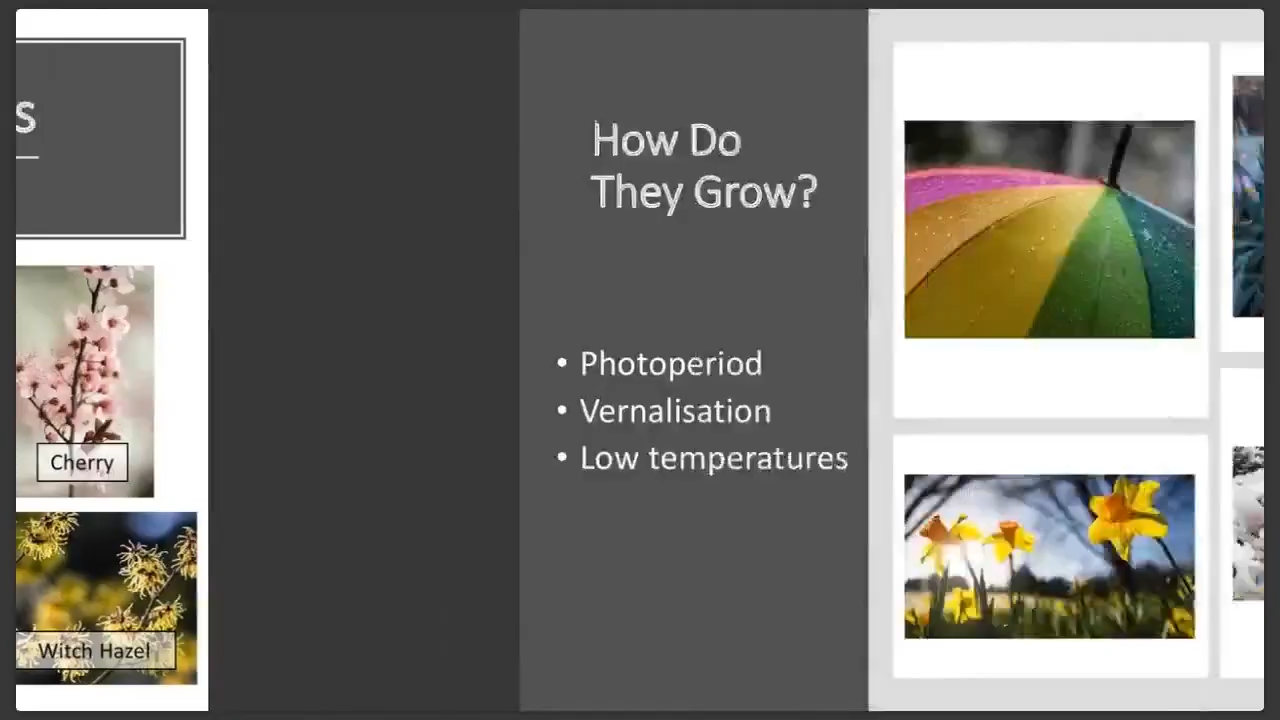 s
Cherry
Witch Hazel
How Do
They Grow?
• Photoperiod
• Vernalisation
• Low temperatures